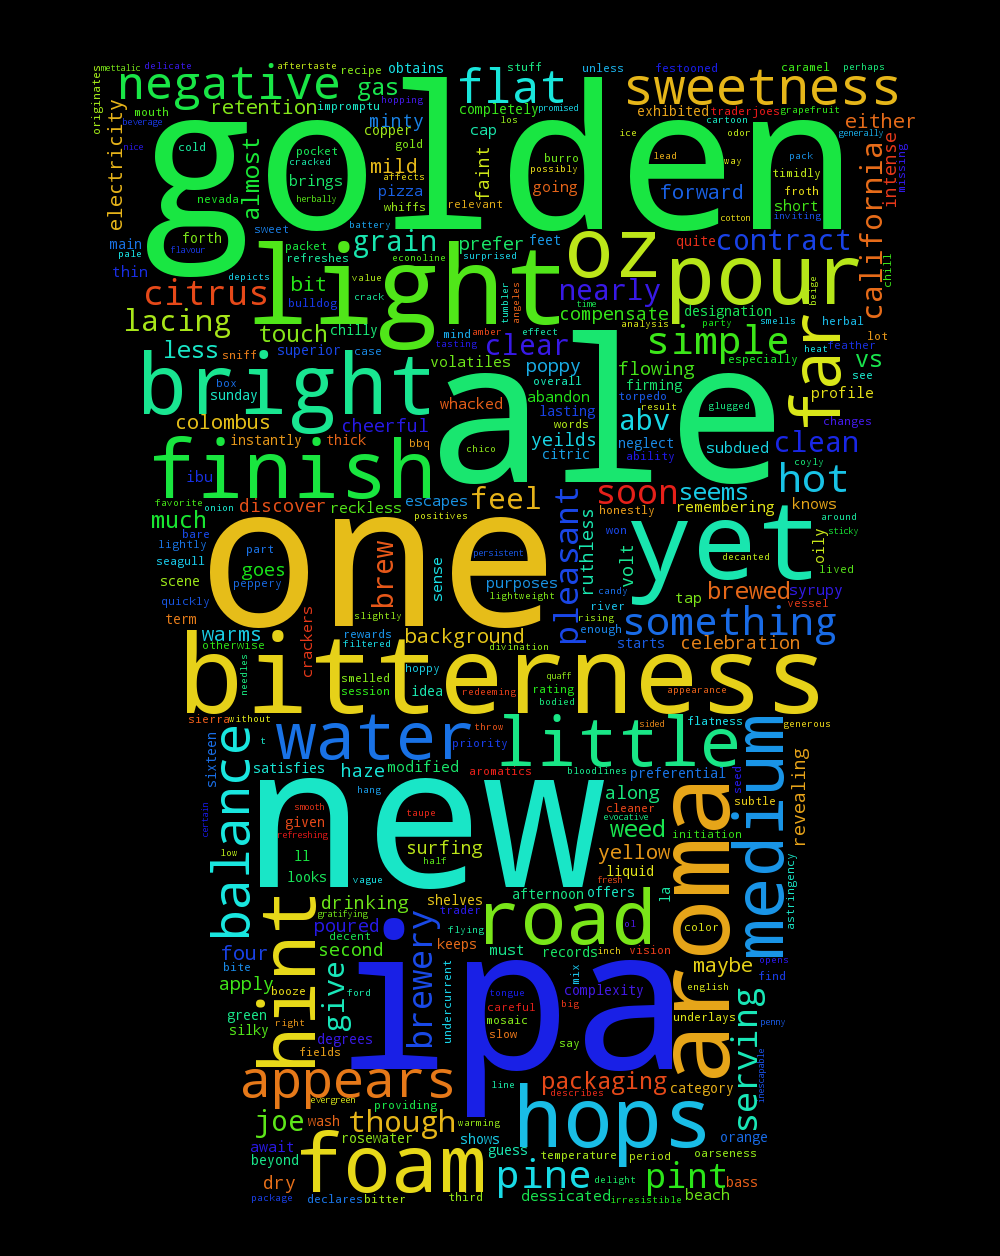 originates
mettalic
delicate
aftertaste
recipe
obtains
stuff
unless
festooned
caramel
perhaps
negative
gas
flat
sweetness
hopping
promised
beverage
mouth
retention
impromptu
minty
completely
los
exhibited
traderjoes
grapefruit
either
electricity
nice
cold
almost
golden
copper
gold
cap
cartoon
odor
generally
ice
pocket
cracked
brings
herbally
mild
affects
pizza
whiffs
faint
relevant
burro
possibly
going
lead
way
forward
pack
timidly
froth
short
inviting
california
intense
missing
nevada
forth
flavour
sweet
battery
cotton
main
pale
thin
packet
refreshes
grain
econoline
prefer
surprised
feet
oz
quite
contract
depicts
light
value
crack
bulldog
bit
citrus
nearly
pour
beige
chill
lacing
touch
chilly
tumbler
angeles
time
compensate
designation
analysis
party
smells
herbal
less
sniff
superior
case
mind
tasting
amber
effect
clear
simple
especially
heat
feather
lot
vs
see
bright
box
sunday
volatiles
poppy
overall
flowing
firming
torpedo
result
glugged
far
profile
colombus
cheerful
whacked
abandon
lasting
words
abv
changes
instantly
thick
bbq
chico
ale
yeilds
citric
neglect
ability
subdued
clean
coyly
finish
ibu
hot
favorite
onion
discover
reckless
escapes
positives
feel
soon
honestly
seems
remembering
knows
much
bare
lightly
seagull
part
goes
peppery
one
persistent
pleasant
ruthless
won
volt
yet
decanted
oily
around
sticky
lived
scene
quickly
term
brew
sense
slightly
purposes
lightweight
candy
river
rising
enough
tap
brewed
syrupy
vessel
warms
otherwise
crackers
rewards
filtered
background
divination
starts
something
celebration
needles
smelled
session
hoppy
idea
redeeming
quaff
rating
bodied
appearance
bitterness
sierra
without
t
water
throw
priority
little
sided
flatness
generous
sixteen
balance
satisfies
haze
modified
aromatics
bloodlines
preferential
medium
seed
certain
hang
smooth
given
refreshing
ll
looks
low
vague
new
taupe
surfing
half
along
cleaner
evocative
weed
initiation
yellow
liquid
fresh
subtle
revealing
astringency
drinking
gratifying
poured
decent
second
shelves
trader
flying
keeps
afternoon
offers
la
road
ol
must
records
inch
vision
aroma
color
maybe
opens
find
four
bite
apply
booze
hint
give
ford
degrees
brewery
undercurrent
ipa
tongue
careful
mosaic
slow
mix
big
complexity
say
english
underlays
serving
penny
inescapable
green
silky
right
fields
appears
evergreen
line
describes
packaging
category
joe
wash
providing
though
warming
hops
orange
await
beyond
rosewater
shows
guess
temperature
period
oarseness
dry
foam
pine
delight
pint
bass
package
declares
bitter
third
dessicated
irresistible
beach